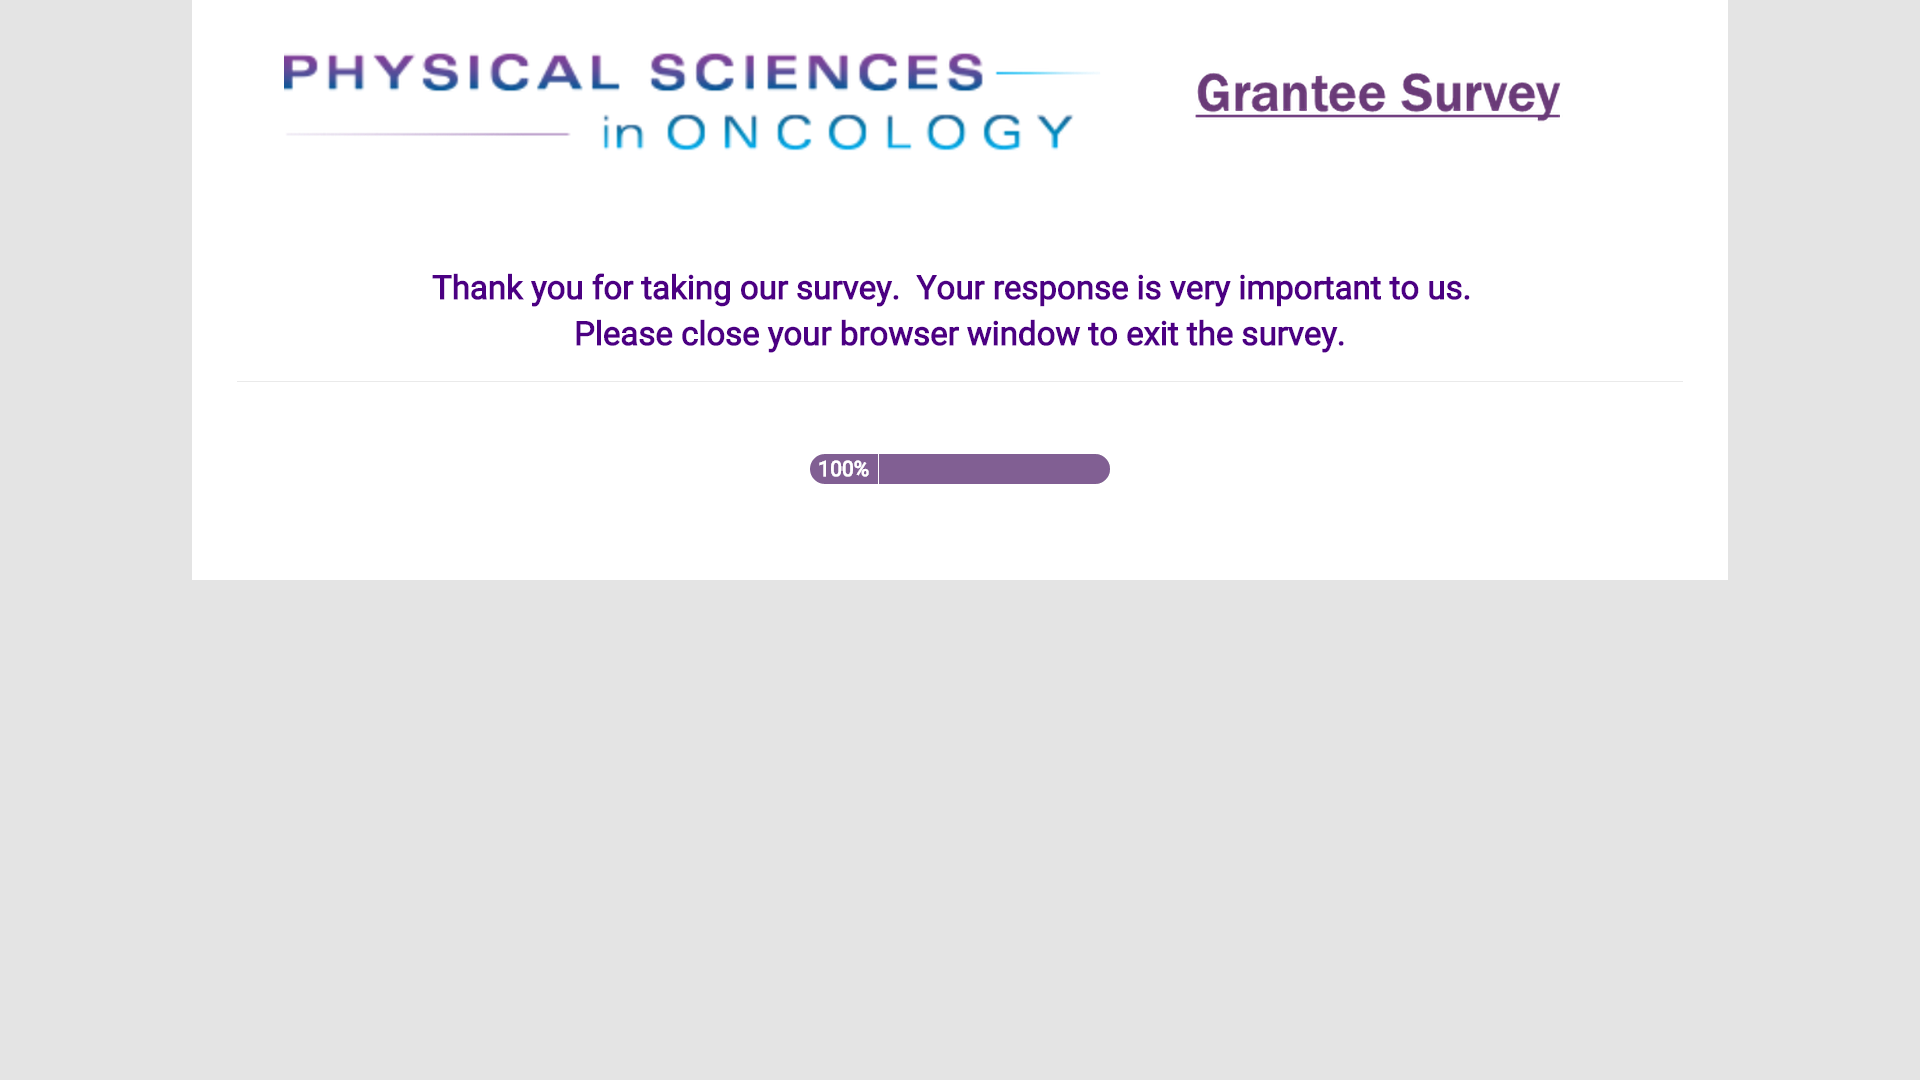 PHYSICAL SCIENCES
in ONCOLOGY
Grantee Survey
Thank you for taking our survey.  Your response is very important to us.
Please close your browser window to exit the survey.
100%